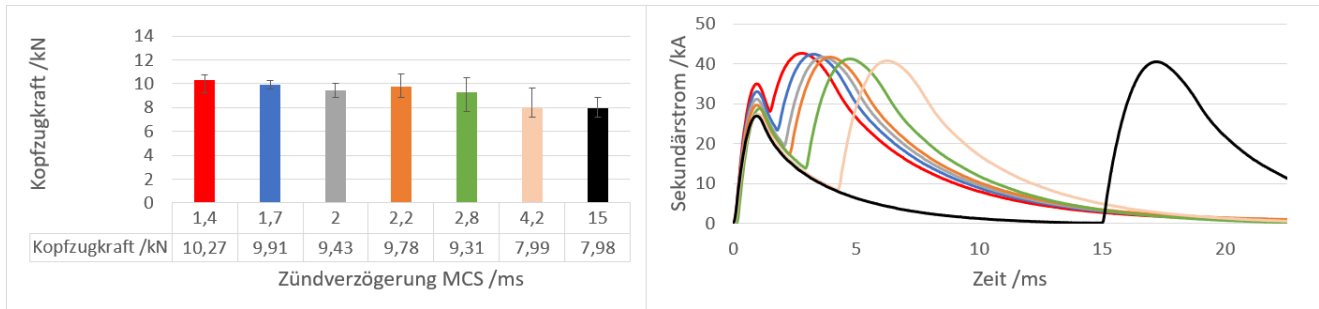 Kopfzugkraft /kN
14
12
10
8
6
4
2
0
1,4 1,7 2 2,2 2,8 4,2 15
Kopfzugkraft /kN 10,27 9,91 9,43 9,78 9,31 7,99 7,98
Zündverzögerung MCS /ms
Sekundärstrom /kA
50
40
30
20
10
0
0 5 10 15 20
Zeit /ms